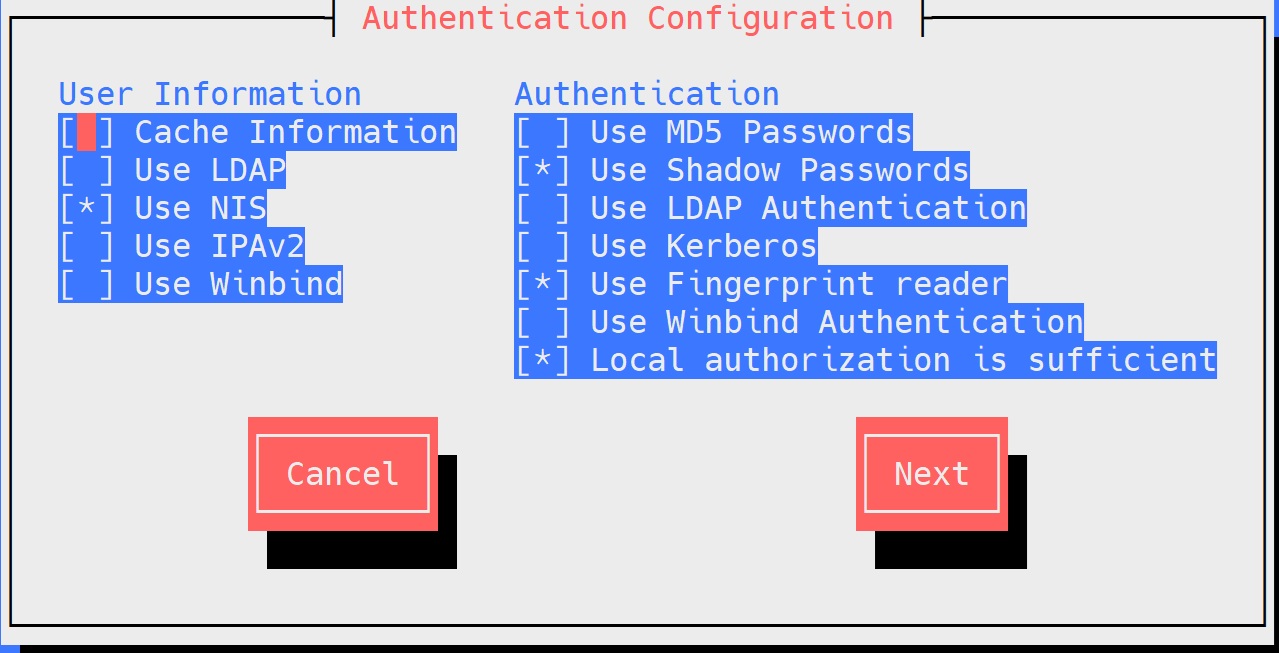 Authentication Configuration
User Information
[ ] Cache Information
[ ] Use LDAP
[*] Use NIS
[ ] Use IPAv2
[ ] Use Winbind
Authentication
[ ] Use MD5 Passwords
[*] Use Shadow Passwords
[ ] Use LDAP Authentication
[ ] Use Kerberos
[*] Use Fingerprint reader
[ ] Use Winbind Authentication
[*] Local authorization is sufficient
Cancel
Next